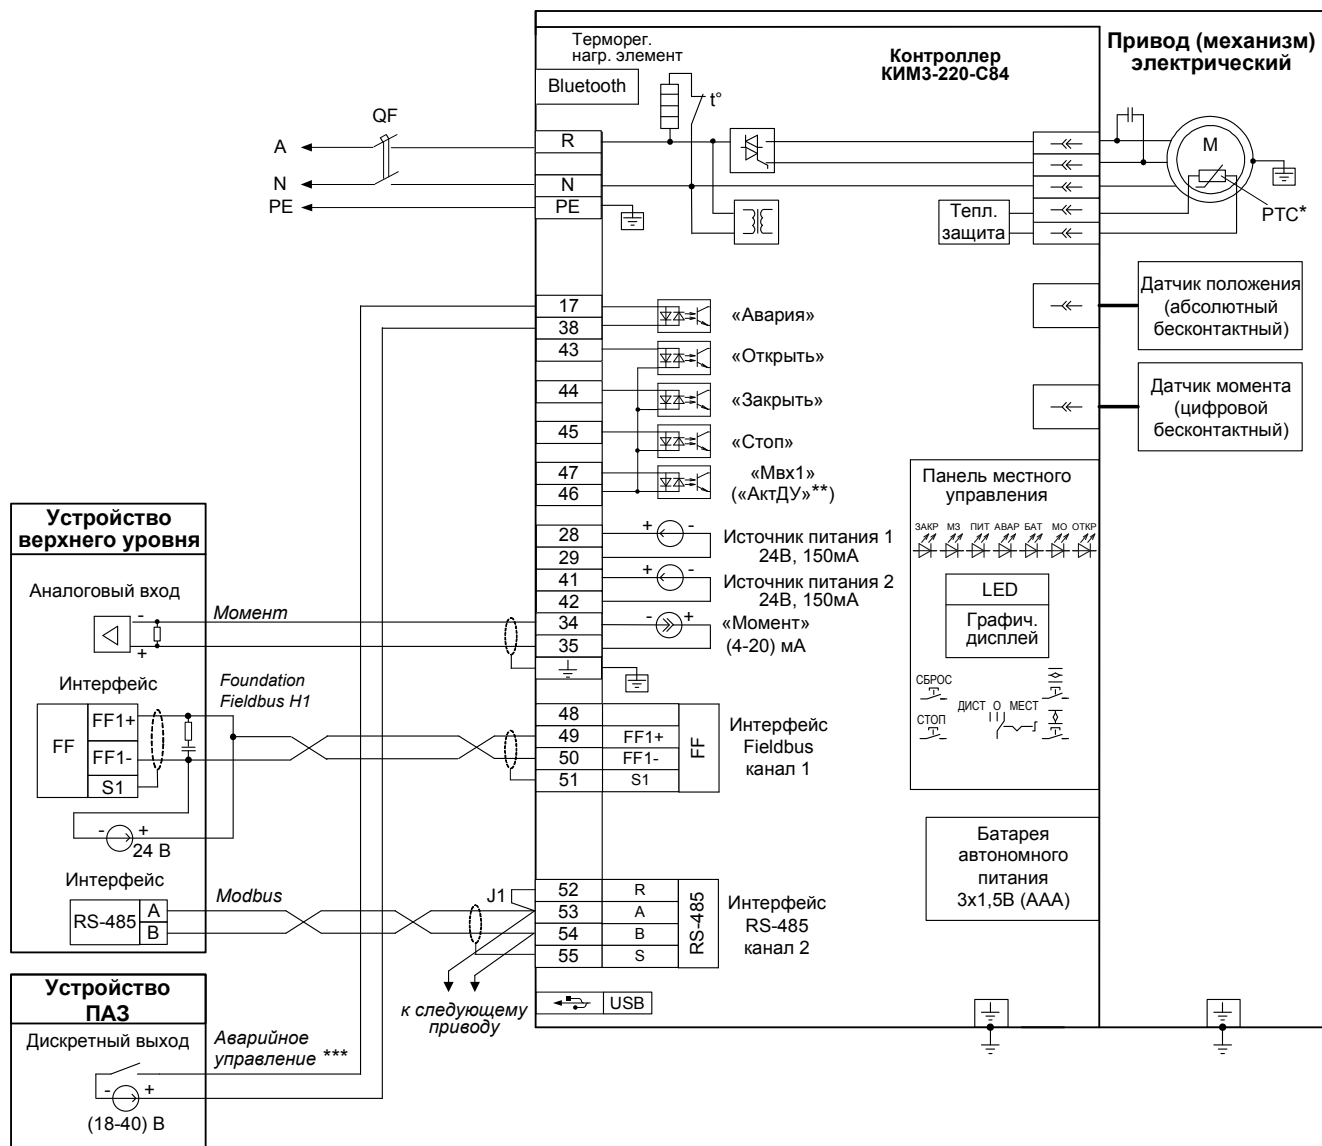 Терморег.
нагр. элемент
Контроллер
КИМ3-220-С84
Привод (механизм)
электрический
Bluetooth
t°
QF
A
R
N
N
PE
PE
M
PTC*
Тепл.
защита
Датчик положения
(абсолютный
бесконтактный)
Датчик момента
(цифровой
бесконтактный)
17
38
«Авария»
43
«Открыть»
44
«Закрыть»
45
«Стоп»
47
46
«Мвх1»
(«АктДУ»**)
28
29
+ -
Источник питания 1
24В, 150мА
41
42
+ -
Источник питания 2
24В, 150мА
34
35
- +
«Момент»
(4-20) мА
Панель местного
управления
ЗАКР МЗ ПИТ АВАР БАТ МО ОТКР
LED
Графич.
дисплей
СБРОС
СТОП
ДИСТ О МЕСТ
Батарея
автономного
питания
3х1,5В (ААА)
Устройство
верхнего уровня
Аналоговый вход
-
+
Момент
Интерфейс
Foundation
Fieldbus H1
FF
FF1+
FF1-
S1
- +
24 В
48
49
50
51
FF1+
FF1-
S1
FF
Интерфейс
Fieldbus
канал 1
Интерфейс
RS-485
A
B
Modbus
J1
52
53
54
55
R
A
B
S
RS-485
Интерфейс
RS-485
канал 2
к следующему
приводу
USB
Устройство
ПАЗ
Дискретный выход
- +
(18-40) В
Аварийное
управление ***